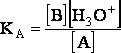 K_A = [B][H₃O⁺] / [A]